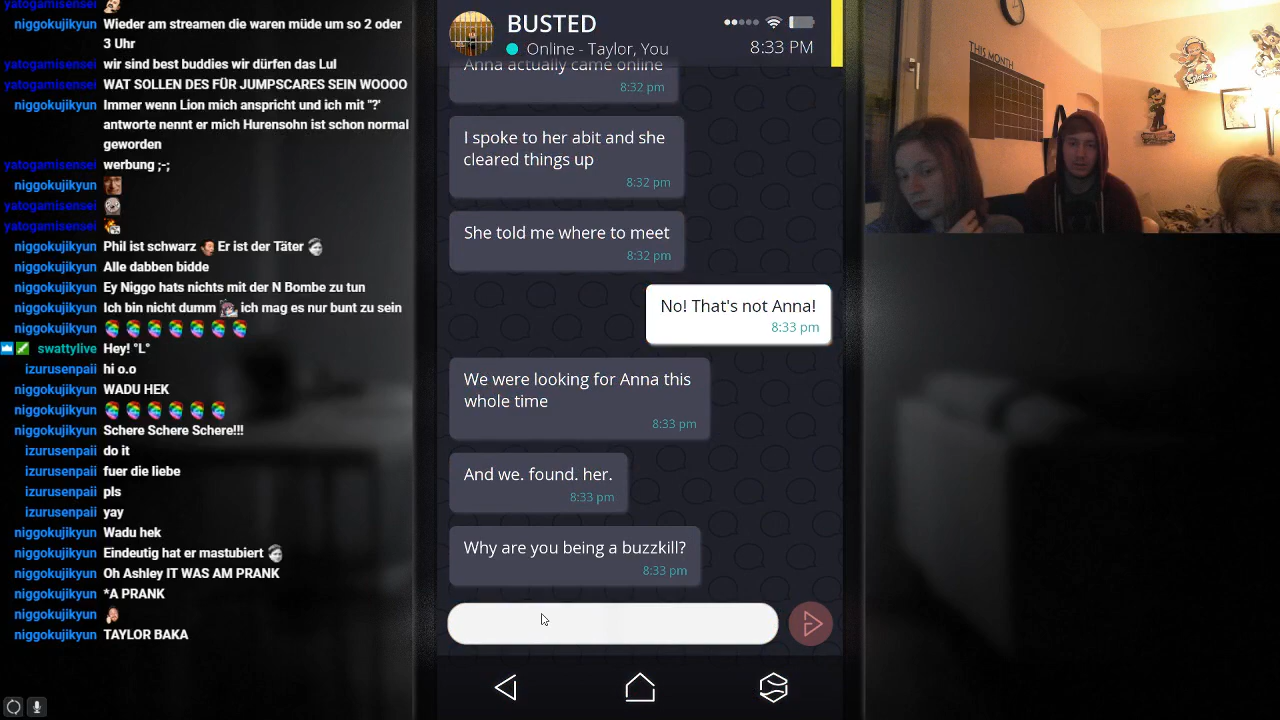 yatogamisensei
niggokujikyun Wieder am streamen die waren müde um so 2 oder
3 Uhr
yatogamisensei wir sind best buddies wir dürfen das Lul
yatogamisensei WAT SOLLEN DES FÜR JUMPSCARES SEIN WOOOO
niggokujikyun Immer wenn Lion mich anspricht und ich mit "?"
antworte nennt er mich Hurensohn ist schon normal
geworden
yatogamisensei werbung ;-;
niggokujikyun
yatogamisensei
yatogamisensei
niggokujikyun Phil ist schwarz Er ist der Täter
niggokujikyun Alle dabben bidde
niggokujikyun Ey Niggo hats nichts mit der N Bombe zu tun
niggokujikyun Ich bin nicht dumm ich mag es nur bunt zu sein
niggokujikyun
swattylive Hey! °L°
izurusenpaii hi o.o
niggokujikyun WADU HEK
niggokujikyun
niggokujikyun Schere Schere Schere!!!
izurusenpaii do it
izurusenpaii fuer die liebe
izurusenpaii pls
izurusenpaii yay
niggokujikyun Wadu hek
niggokujikyun Eindeutig hat er mastubiert
niggokujikyun Oh Ashley IT WAS AM PRANK
niggokujikyun *A PRANK
niggokujikyun
niggokujikyun TAYLOR BAKA
BUSTED
Online - Taylor, You
8:33 PM
Anna actually came online
8:32 pm
I spoke to her abit and she
cleared things up
8:32 pm
She told me where to meet
8:32 pm
No! That's not Anna!
8:33 pm
We were looking for Anna this
whole time
8:33 pm
And we. found. her.
8:33 pm
Why are you being a buzzkill?
8:33 pm
THIS MONTH